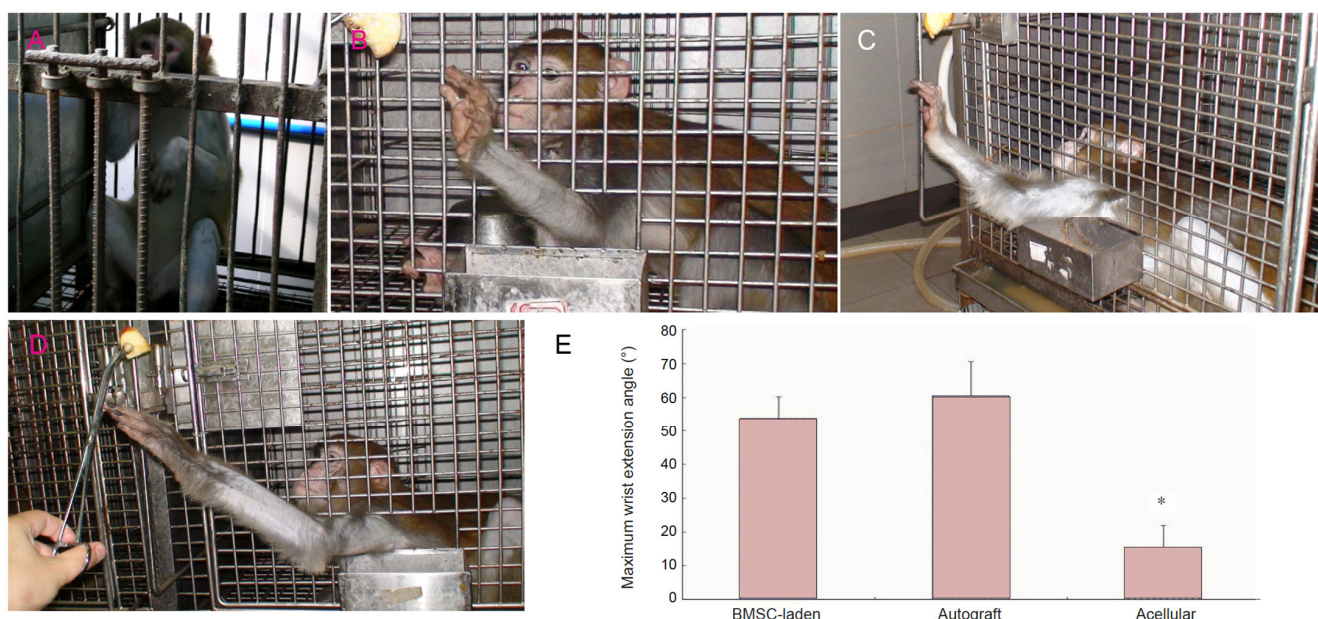 A
B
C
D
E
Maximum wrist extension angle (°)
80
70
60
50
40
30
20
10
0
*
BMSC-laden
Autograft
Acellular